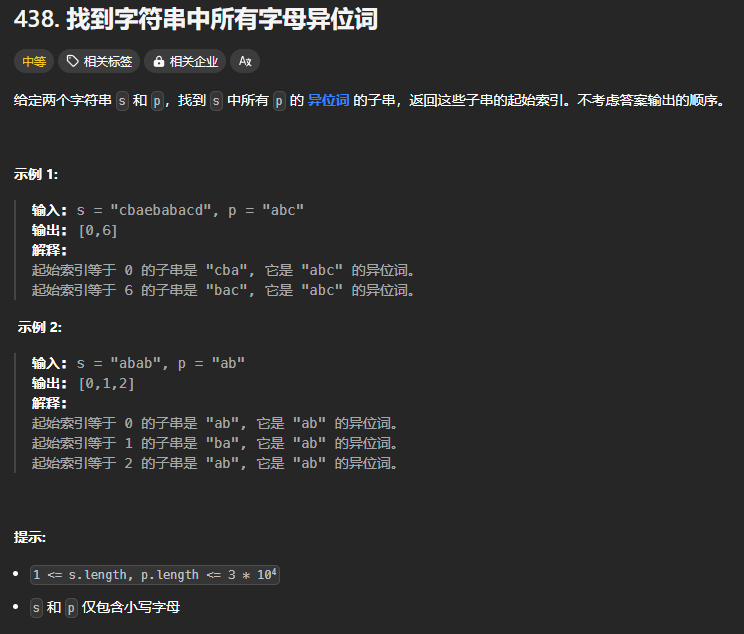 438. 找到字符串中所有字母异位词
中等 相关标签 相关企业 Ax
给定两个字符串 s 和 p，找到 s 中所有 p 的 异位词 的子串，返回这些子串的起始索引。不考虑答案输出的顺序。
示例 1:
输入: s = "cbaebabacd", p = "abc"
输出: [0,6]
解释:
起始索引等于 0 的子串是 "cba", 它是 "abc" 的异位词。
起始索引等于 6 的子串是 "bac", 它是 "abc" 的异位词。
示例 2:
输入: s = "abab", p = "ab"
输出: [0,1,2]
解释:
起始索引等于 0 的子串是 "ab", 它是 "ab" 的异位词。
起始索引等于 1 的子串是 "ba", 它是 "ab" 的异位词。
起始索引等于 2 的子串是 "ab", 它是 "ab" 的异位词。
提示:
• 1 <= s.length, p.length <= 3 * 10⁴
• s 和 p 仅包含小写字母